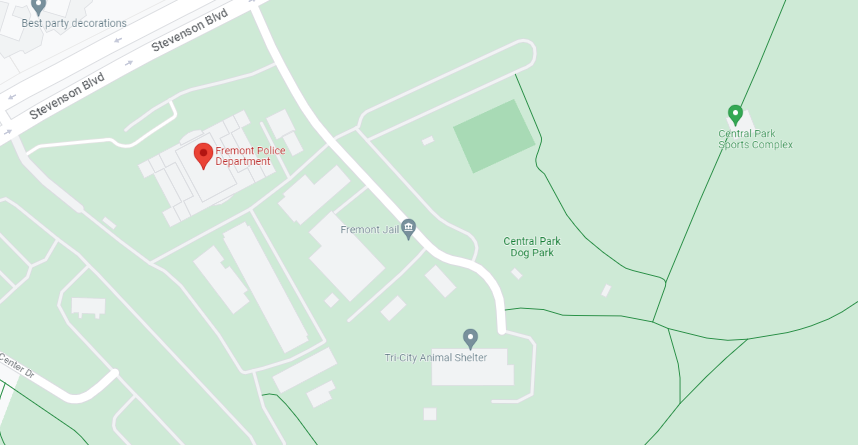 Best party decorations
Stevenson Blvd
Stevenson Blvd
Fremont Police
Department
Central Park
Sports Complex
Fremont Jail
Central Park
Dog Park
Tri-City Animal Shelter
Center Dr